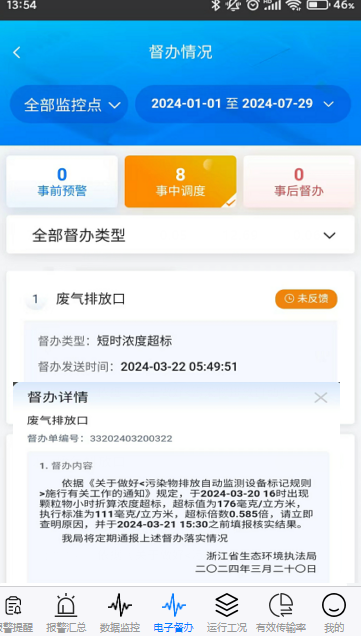 13:54
46%
督办情况
全部监控点
2024-01-01 至 2024-07-29
0
事前预警
8
事中调度
0
事后督办
全部督办类型
1
废气排放口
未反馈
督办类型：短时浓度超标
督办发送时间：2024-03-22 05:49:51
督办详情
废气排放口
督办单编号：33202403200322
1. 督办内容
依据《关于做好<污染物排放自动监测设备标记规则
>施行有关工作的通知》规定，于2024-03-20 16时出现
颗粒物小时折算浓度超标，超标值为176毫克/立方米，
执行标准为111毫克/立方米，超标倍数0.585倍，请立即
查明原因，并于2024-03-21 15:30之前填报核实结果。
我局将定期通报上述督办落实情况
浙江省生态环境执法局
二〇二四年三月二十〇日
报警提醒
报警汇总
数据监控
电子督办
运行工况
有效传输率
我的